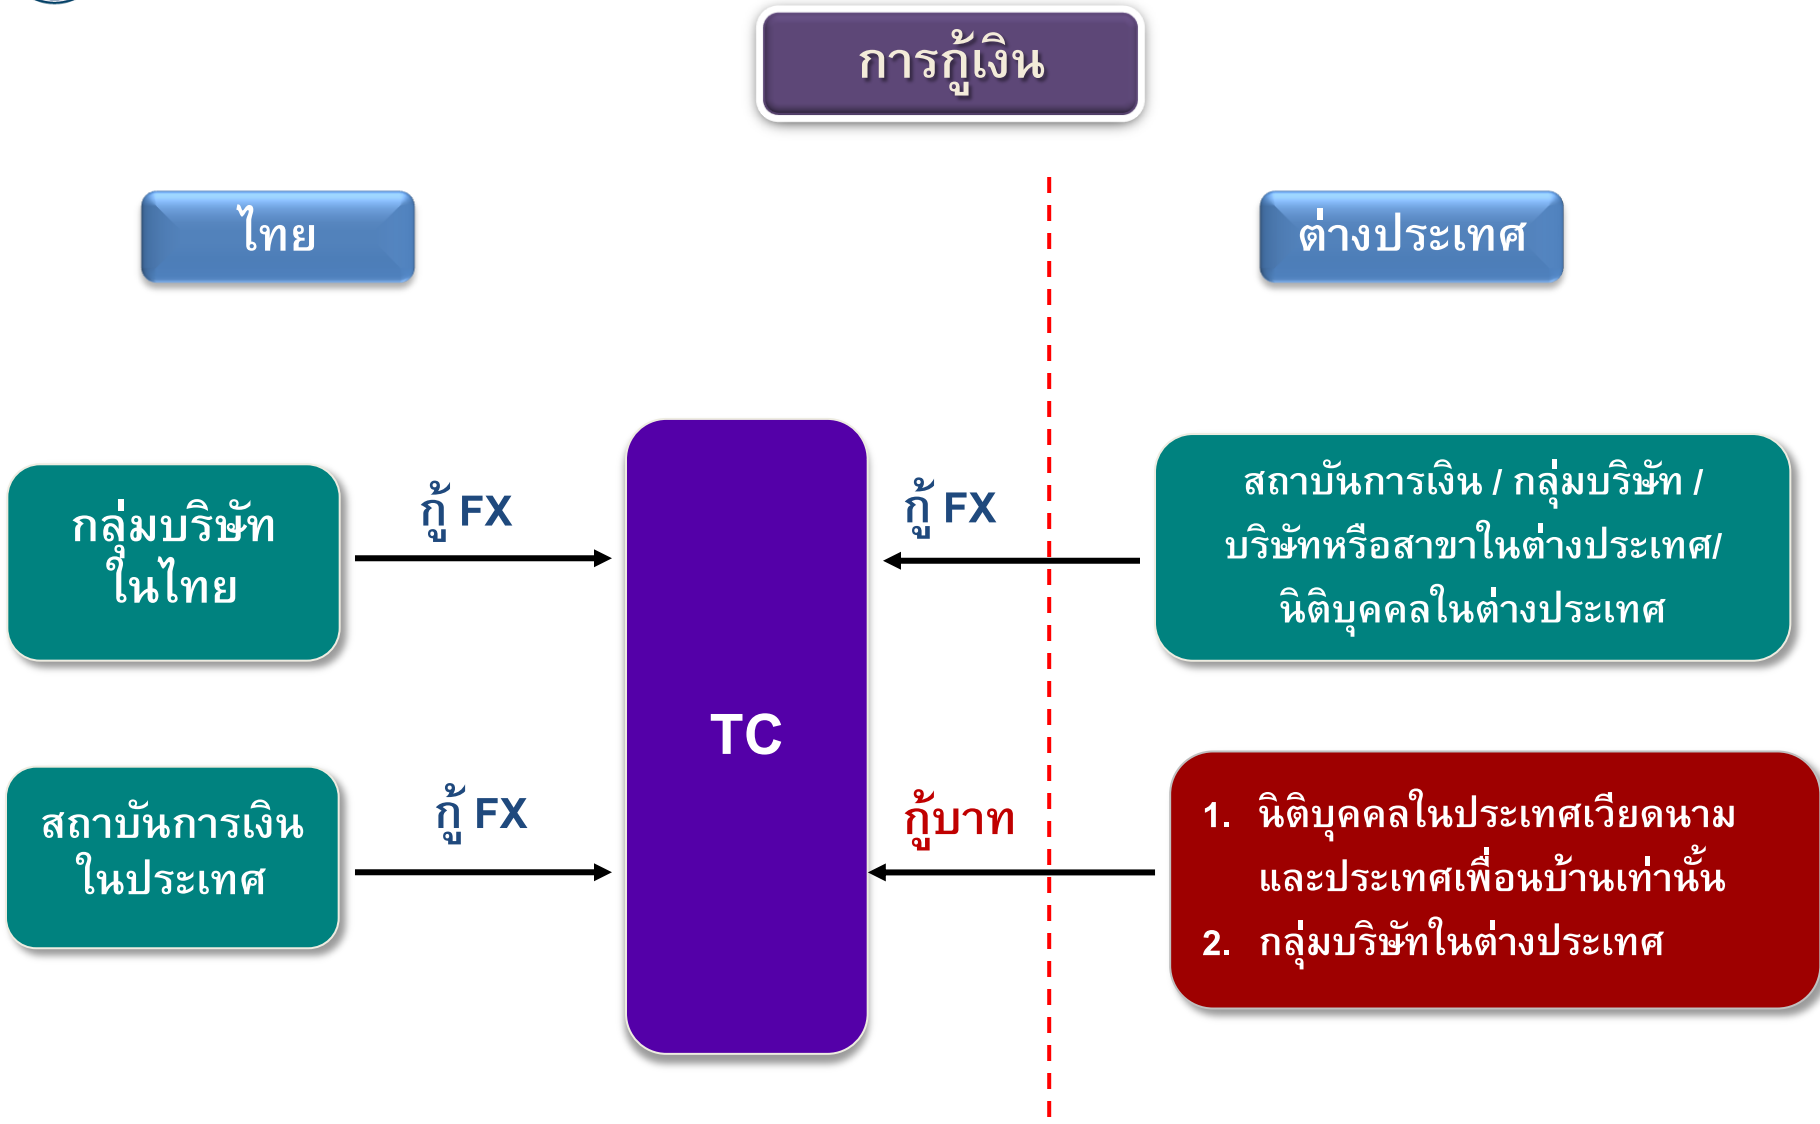 การกู้เงิน
ไทย
ต่างประเทศ
กลุ่มบริษัท
ในไทย
กู้ FX
กู้ FX
สถาบันการเงิน / กลุ่มบริษัท /
บริษัทหรือสาขาในต่างประเทศ/
นิติบุคคลในต่างประเทศ
TC
สถาบันการเงิน
ในประเทศ
กู้ FX
กู้บาท
1. นิติบุคคลในประเทศเวียดนาม
และประเทศเพื่อนบ้านเท่านั้น
2. กลุ่มบริษัทในต่างประเทศ